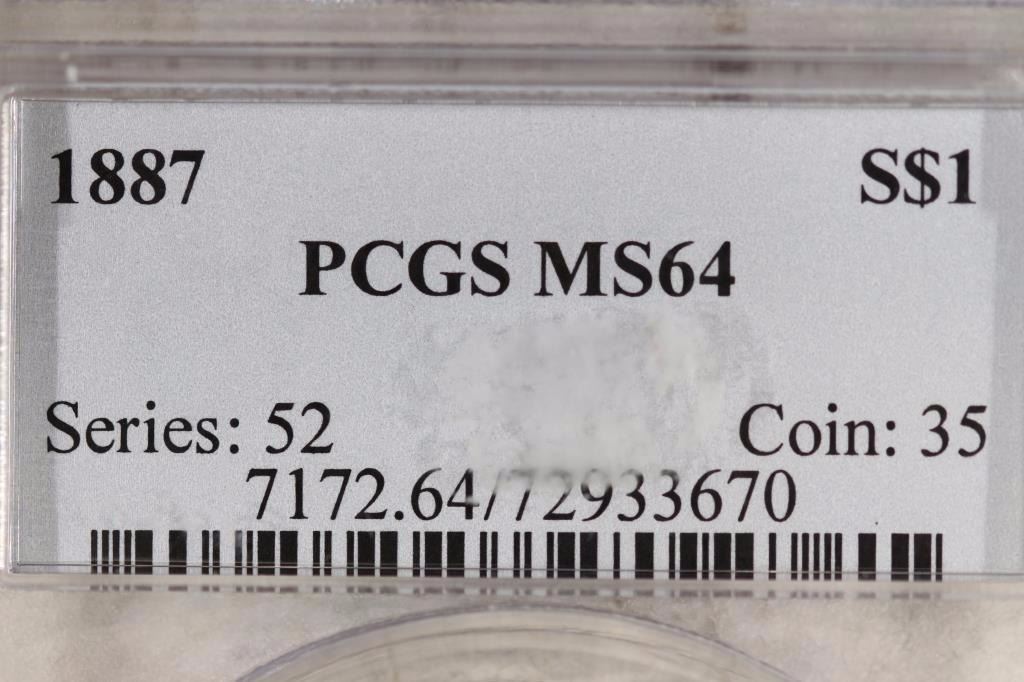 1887 S$1
PCGS MS64
Series: 52 Coin: 35
7172.64/72933670